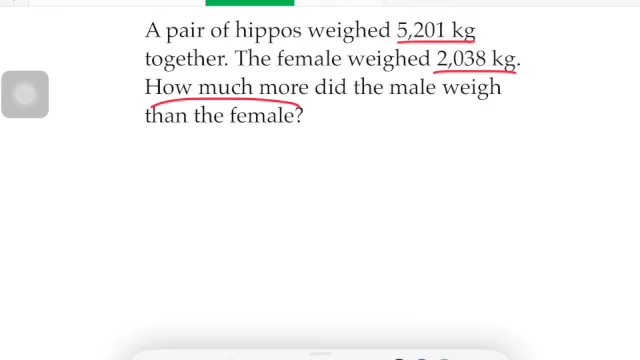 A pair of hippos weighed 5,201 kg
together. The female weighed 2,038 kg.
How much more did the male weigh
than the female?